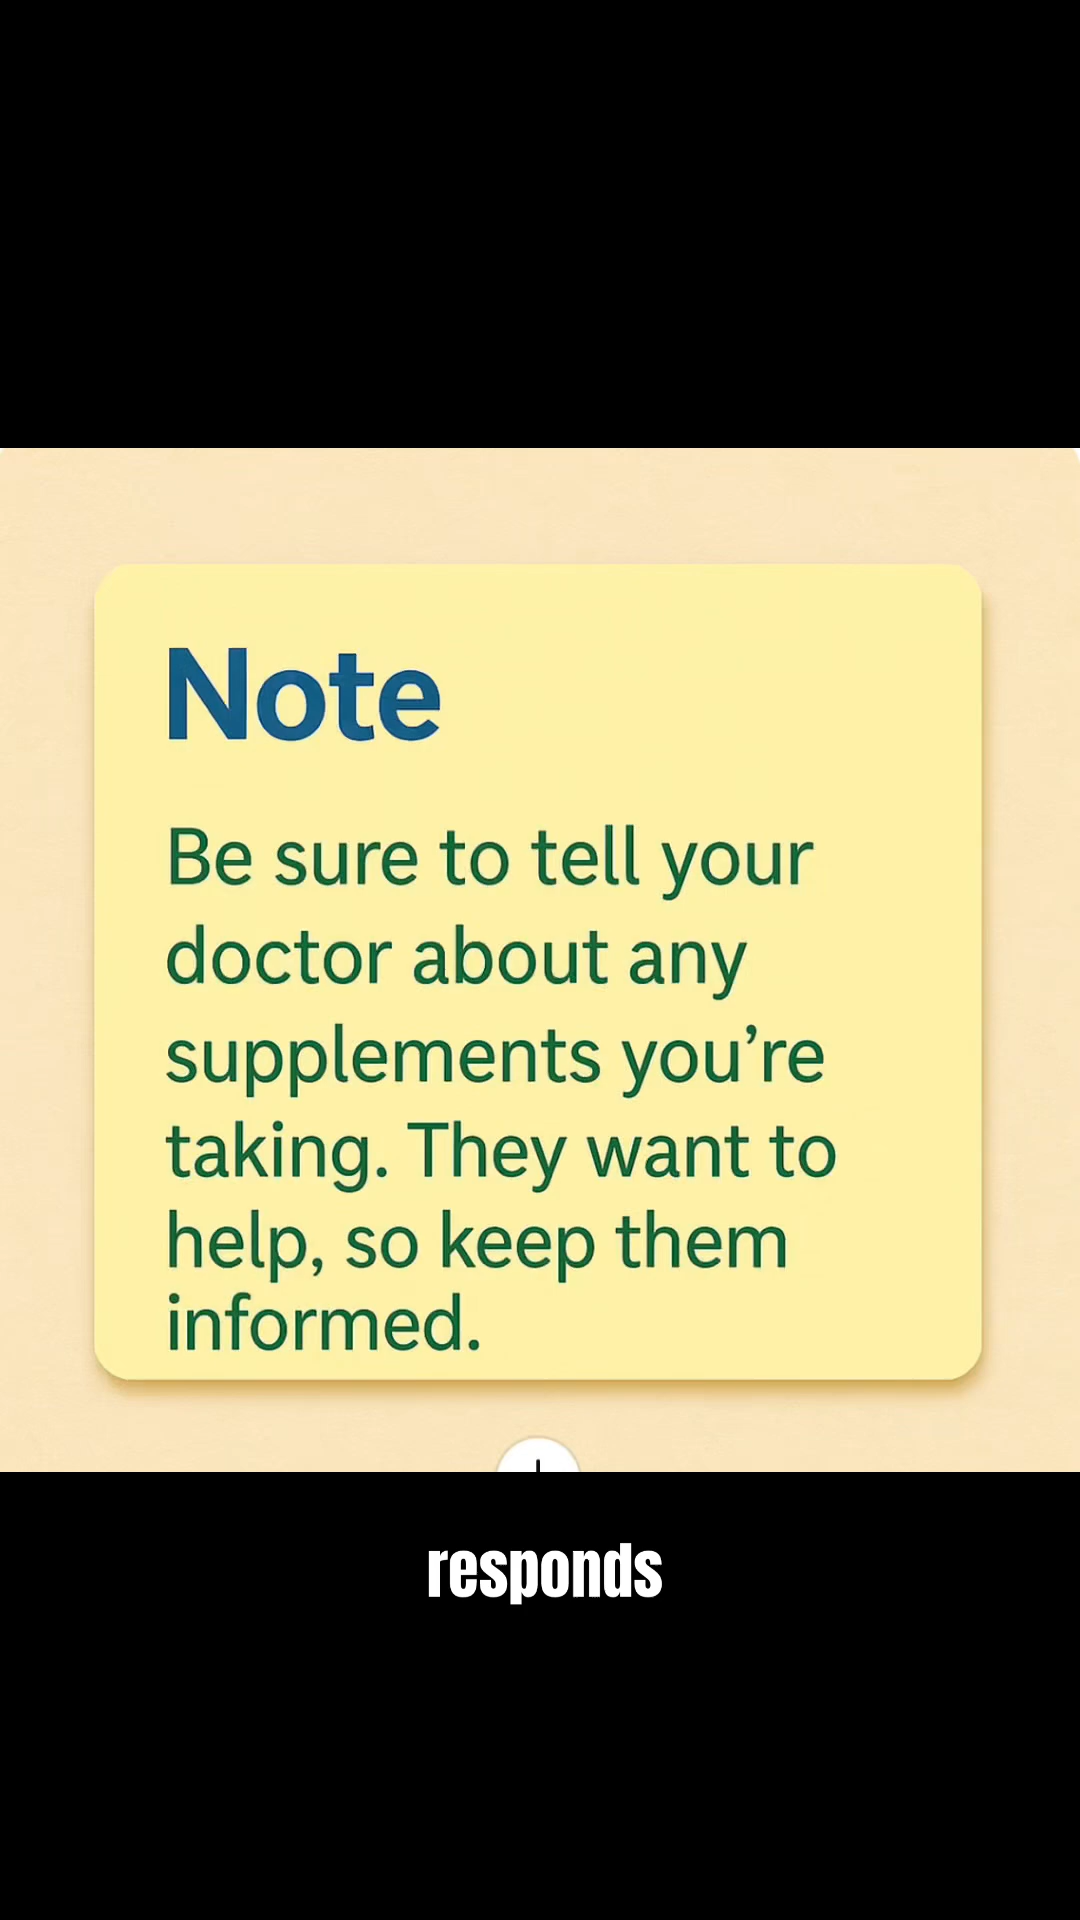 Note
Be sure to tell your
doctor about any
supplements you’re
taking. They want to
help, so keep them
informed.
responds